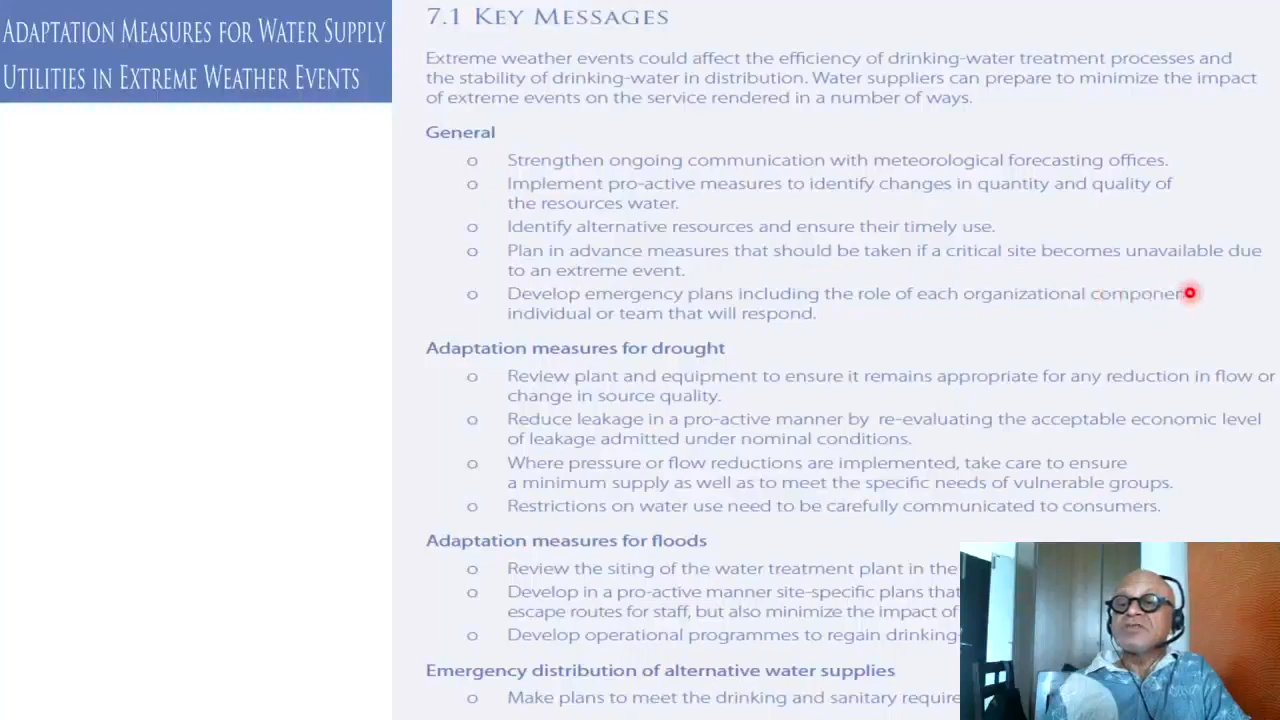 ADAPTATION MEASURES FOR WATER SUPPLY
UTILITIES IN EXTREME WEATHER EVENTS
7.1 KEY MESSAGES
Extreme weather events could affect the efficiency of drinking-water treatment processes and
the stability of drinking-water in distribution. Water suppliers can prepare to minimize the impact
of extreme events on the service rendered in a number of ways.
General
o Strengthen ongoing communication with meteorological forecasting offices.
o Implement pro-active measures to identify changes in quantity and quality of
the resources water.
o Identify alternative resources and ensure their timely use.
o Plan in advance measures that should be taken if a critical site becomes unavailable due
to an extreme event.
o Develop emergency plans including the role of each organizational componen
individual or team that will respond.
Adaptation measures for drought
o Review plant and equipment to ensure it remains appropriate for any reduction in flow or
change in source quality.
o Reduce leakage in a pro-active manner by re-evaluating the acceptable economic level
of leakage admitted under nominal conditions.
o Where pressure or flow reductions are implemented, take care to ensure
a minimum supply as well as to meet the specific needs of vulnerable groups.
o Restrictions on water use need to be carefully communicated to consumers.
Adaptation measures for floods
o Review the siting of the water treatment plant in the
o Develop in a pro-active manner site-specific plans that
escape routes for staff, but also minimize the impact of
o Develop operational programmes to regain drinking
Emergency distribution of alternative water supplies
o Make plans to meet the drinking and sanitary require